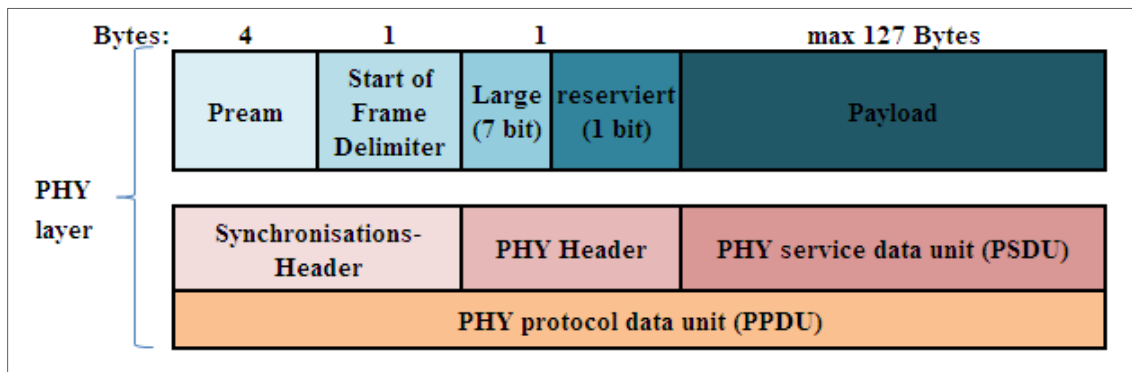 Bytes: 4 1 1 max 127 Bytes
Pream
Start of
Frame
Delimiter
Large
(7 bit)
reserviert
(1 bit)
Payload
PHY
layer
Synchronisations-
Header
PHY Header
PHY service data unit (PSDU)
PHY protocol data unit (PPDU)